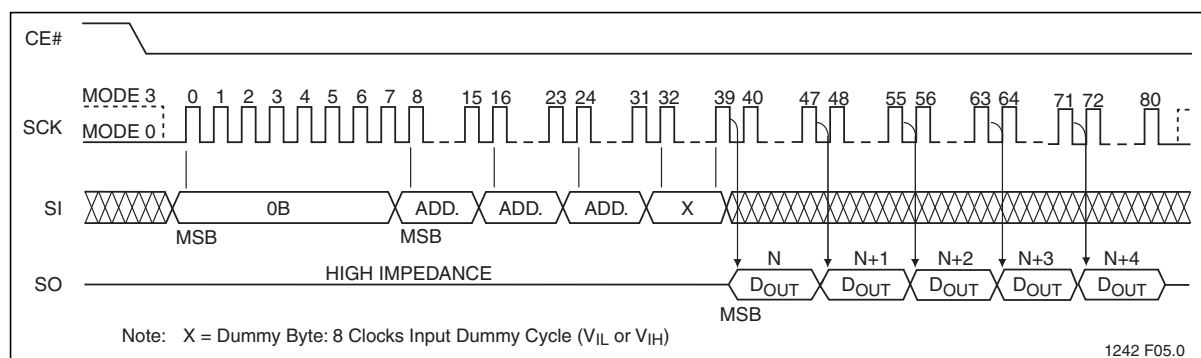 CE#
MODE 3
0 1 2 3 4 5 6 7 8 15 16 23 24 31 32 39 40 47 48 55 56 63 64 71 72 80
SCK
MODE 0
SI
0B ADD. ADD. ADD. X
MSB MSB
N N+1 N+2 N+3 N+4
SO
HIGH IMPEDANCE
DOUT DOUT DOUT DOUT DOUT
MSB
Note: X = Dummy Byte: 8 Clocks Input Dummy Cycle (VIL or VIH)
1242 F05.0